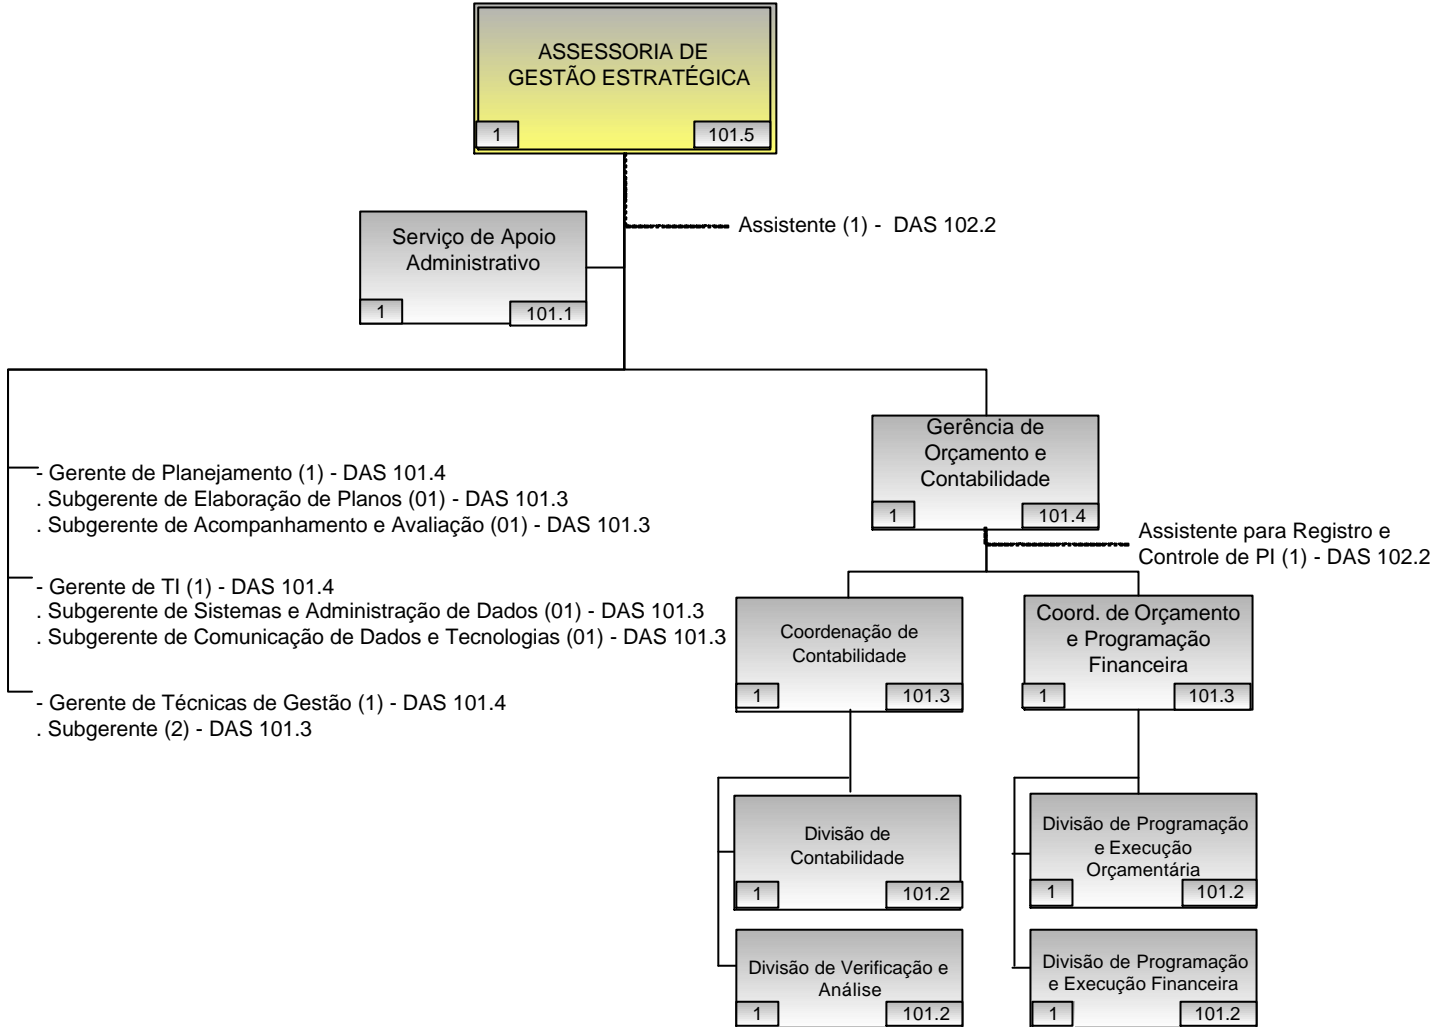 ASSESSORIA DE
GESTÃO ESTRATÉGICA
1
101.5
Assistente (1) - DAS 102.2
Serviço de Apoio
Administrativo
1
101.1
- Gerente de Planejamento (1) - DAS 101.4
. Subgerente de Elaboração de Planos (01) - DAS 101.3
. Subgerente de Acompanhamento e Avaliação (01) - DAS 101.3
- Gerente de TI (1) - DAS 101.4
. Subgerente de Sistemas e Administração de Dados (01) - DAS 101.3
. Subgerente de Comunicação de Dados e Tecnologias (01) - DAS 101.3
- Gerente de Técnicas de Gestão (1) - DAS 101.4
. Subgerente (2) - DAS 101.3
Gerência de
Orçamento e
Contabilidade
1
101.4
Assistente para Registro e
Controle de PI (1) - DAS 102.2
Coordenação de
Contabilidade
1
101.3
Coord. de Orçamento
e Programação
Financeira
1
101.3
Divisão de
Contabilidade
1
101.2
Divisão de Programação
e Execução
Orçamentária
1
101.2
Divisão de Verificação e
Análise
1
101.2
Divisão de Programação
e Execução Financeira
1
101.2